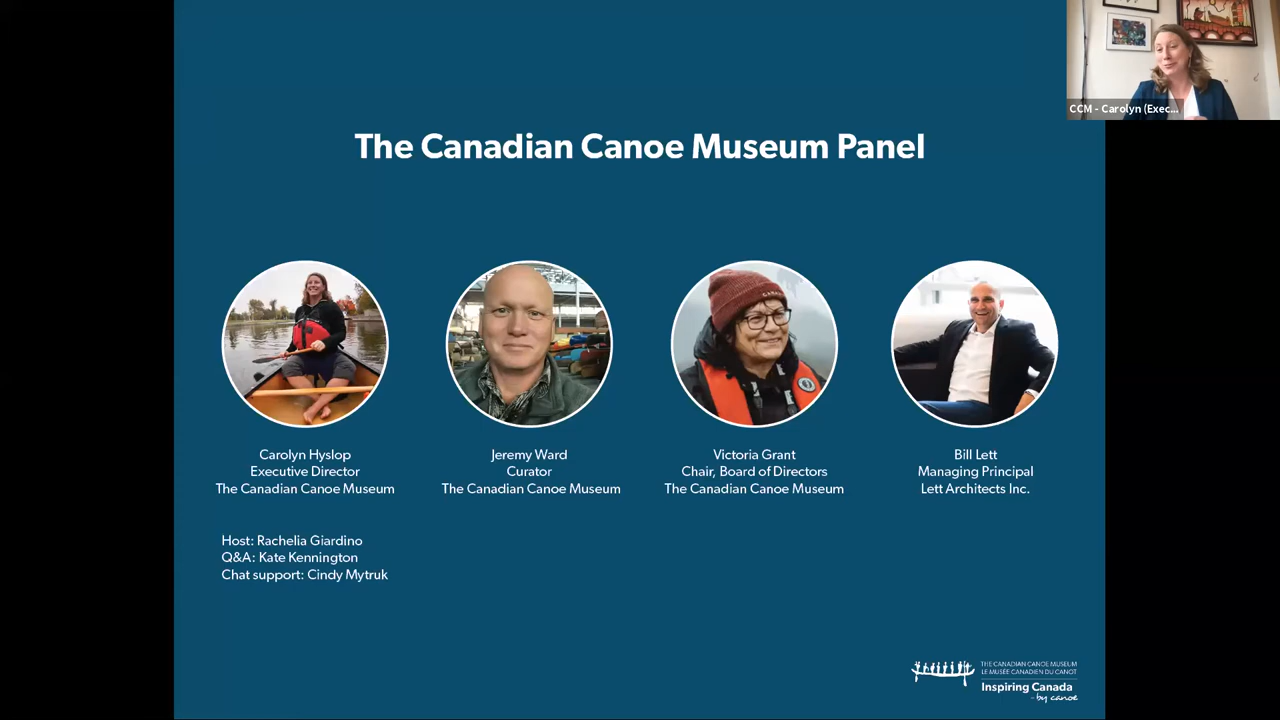 CCM - Carolyn (Exec...
The Canadian Canoe Museum Panel
Carolyn Hyslop
Executive Director
The Canadian Canoe Museum
Jeremy Ward
Curator
The Canadian Canoe Museum
Victoria Grant
Chair, Board of Directors
The Canadian Canoe Museum
Bill Lett
Managing Principal
Lett Architects Inc.
Host: Rachelia Giardino
Q&A: Kate Kennington
Chat support: Cindy Mytruk
THE CANADIAN CANOE MUSEUM
LE MUSÉE CANADIEN DU CANOT
Inspiring Canada
- by canoe